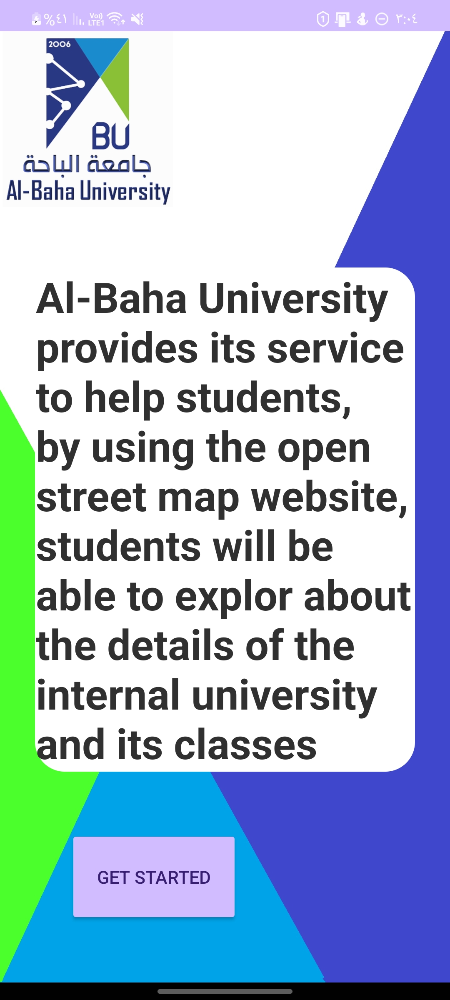 %٤١ Vo)) LTE1 1 ٣:٠٤
2006
BU
جامعة الباحة
Al-Baha University
Al-Baha University
provides its service
to help students,
by using the open
street map website,
students will be
able to explor about
the details of the
internal university
and its classes
GET STARTED